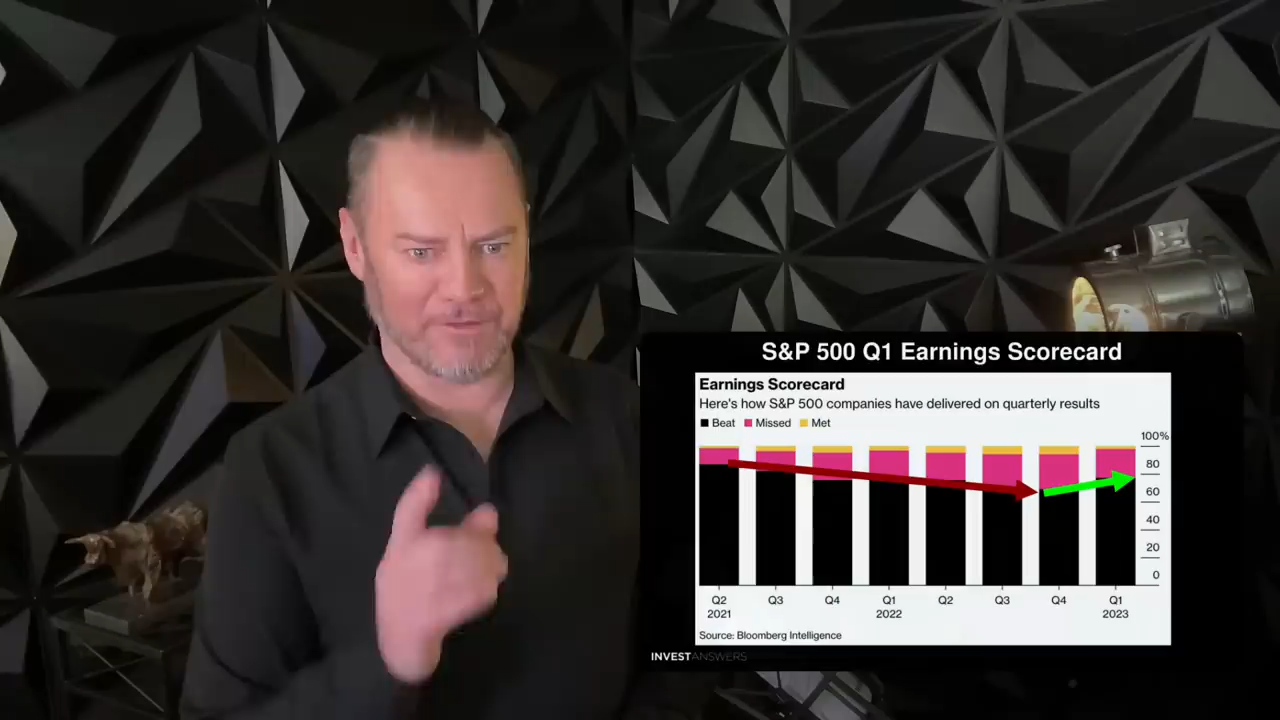 S&P 500 Q1 Earnings Scorecard
Earnings Scorecard
Here's how S&P 500 companies have delivered on quarterly results
Beat Missed Met
100%
80
60
40
20
0
Q2 Q3 Q4 Q1 Q2 Q3 Q4 Q1
2021 2022 2023
Source: Bloomberg Intelligence
INVESTANSWERS